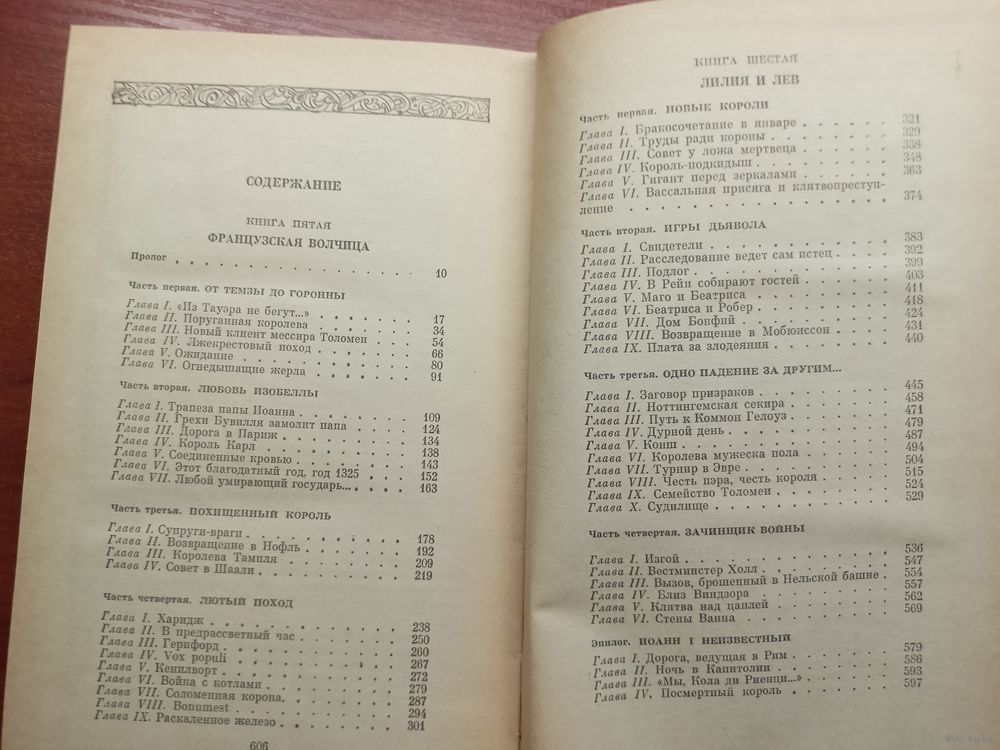 СОДЕРЖАНИЕ
КНИГА ПЯТАЯ
ФРАНЦУЗСКАЯ ВОЛЧИЦА
Пролог . . . . . . . . . . . . . . . . 10
Часть первая. ОТ ТЕМЗЫ ДО ГОРОННЫ
Глава I. «Из Тауэра не бегут...» . . . . . . 17
Глава II. Поруганная королева . . . . . . 34
Глава III. Новый клиент мессира Толомеи . . . 54
Глава IV. Лжекрестовый поход . . . . . . 66
Глава V. Ожидание . . . . . . . . . . 80
Глава VI. Огнедышащие жерла . . . . . . 91
Часть вторая. ЛЮБОВЬ ИЗОБЕЛЛЫ
Глава I. Трапеза папы Иоанна . . . . . . 109
Глава II. Грехи Бувилля замолит папа . . . . 124
Глава III. Дорога в Париж . . . . . . . 134
Глава IV. Король Карл . . . . . . . . 138
Глава V. Соединенные кровью . . . . . . 143
Глава VI. Этот благодатный год, год 1325 . . . 152
Глава VII. Любой умирающий государь... . . . 163
Часть третья. ПОХИЩЕННЫЙ КОРОЛЬ
Глава I. Супруги-враги . . . . . . . . 178
Глава II. Возвращение в Нофль . . . . . . 192
Глава III. Королева Тампля . . . . . . . 209
Глава IV. Совет в Шаали . . . . . . . . 219
Часть четвертая. ЛЮТЫЙ ПОХОД
Глава I. Харидж . . . . . . . . . . 238
Глава II. В предрассветный час . . . . . . 250
Глава III. Герифорд . . . . . . . . . 260
Глава IV. Vox populi . . . . . . . . . 267
Глава V. Кенилворт . . . . . . . . . 272
Глава VI. Война с котлами . . . . . . . 279
Глава VII. Соломенная корона . . . . . . 287
Глава VIII. Bonumest . . . . . . . . . 294
Глава IX. Раскаленное железо . . . . . . 301
606
КНИГА ШЕСТАЯ
ЛИЛИЯ И ЛЕВ
Часть первая. НОВЫЕ КОРОЛИ
Глава I. Бракосочетание в январе . . . . . . 321
Глава II. Труды ради короны . . . . . . 329
Глава III. Совет у ложа мертвеца . . . . . 338
Глава IV. Король-подкидыш . . . . . . . 348
Глава V. Гигант перед зеркалами . . . . . 363
Глава VI. Вассальная присяга и клятвопреступ-
ление . . . . . . . . . . . . . 374
Часть вторая. ИГРЫ ДЬЯВОЛА
Глава I. Свидетели . . . . . . . . . 383
Глава II. Расследование ведет сам истец . . . 392
Глава III. Подлог . . . . . . . . . . 399
Глава IV. В Рейи собирают гостей . . . . . 403
Глава V. Маго и Беатриса . . . . . . . 411
Глава VI. Беатриса и Робер . . . . . . . 418
Глава VII. Дом Бонфий . . . . . . . . 424
Глава VIII. Возвращение в Мобюиссон . . . . 431
Глава IX. Плата за злодеяния . . . . . . 440
Часть третья. ОДНО ПАДЕНИЕ ЗА ДРУГИМ...
Глава I. Заговор призраков . . . . . . . 445
Глава II. Ноттингемская секира . . . . . . 458
Глава III. Путь к Коммон Гелоуз . . . . . 471
Глава IV. Дурной день . . . . . . . . 479
Глава V. Конш . . . . . . . . . . . 487
Глава VI. Королева мужеска пола . . . . . 494
Глава VII. Турнир в Эвре . . . . . . . 504
Глава VIII. Честь пэра, честь короля . . . . 515
Глава IX. Семейство Толомеи . . . . . . 524
Глава X. Судилище . . . . . . . . . 529
Часть четвертая. ЗАЧИНЩИК ВОЙНЫ
Глава I. Изгой . . . . . . . . . . . 536
Глава II. Вестминстер Холл . . . . . . . 547
Глава III. Вызов, брошенный в Нельской башне . 554
Глава IV. Близ Виндзора . . . . . . . . 557
Глава V. Клятва над цаплей . . . . . . . 562
Глава VI. Стены Ванна . . . . . . . . 569
Эпилог. ИОАНН I НЕИЗВЕСТНЫЙ
Глава I. Дорога, ведущая в Рим . . . . . . 579
Глава II. Ночь в Капитолии . . . . . . . 586
Глава III. «Мы, Кола ди Риенци...» . . . . . 593
Глава IV. Посмертный король . . . . . . 597